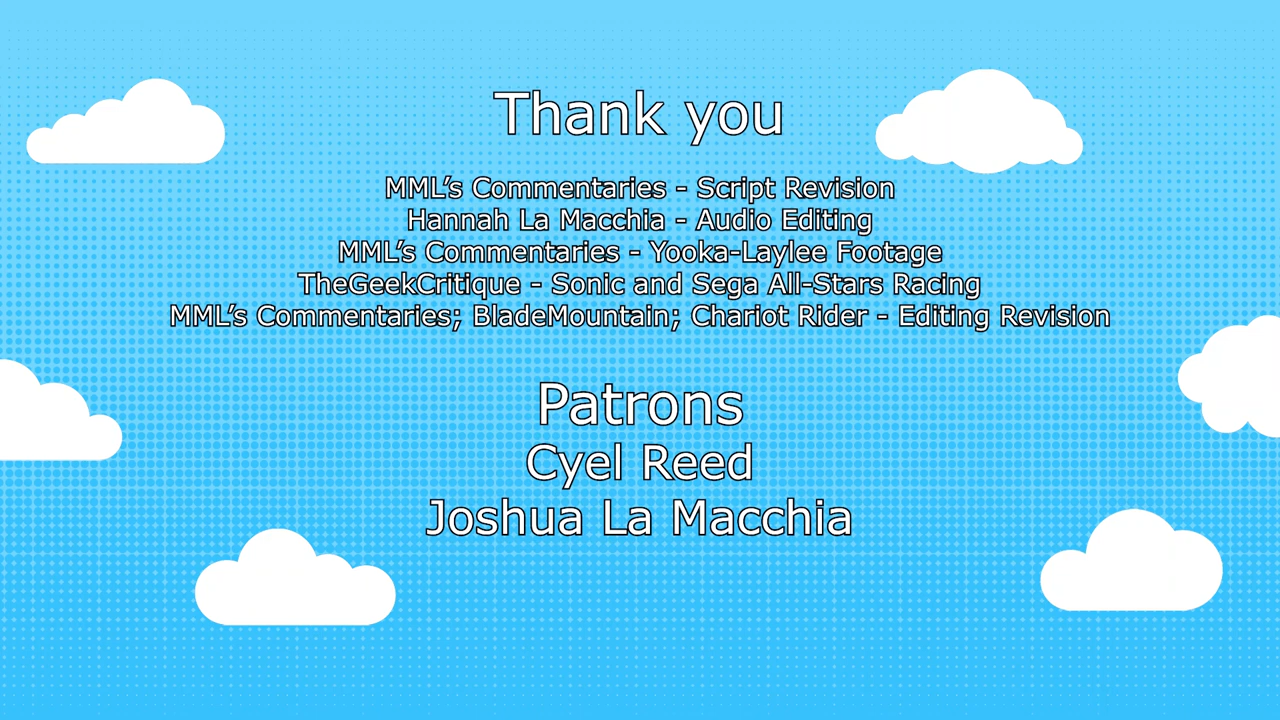 Thank you
MML’s Commentaries - Script Revision
Hannah La Macchia - Audio Editing
MML’s Commentaries - Yooka-Laylee Footage
TheGeekCritique - Sonic and Sega All-Stars Racing
MML’s Commentaries; BladeMountain; Chariot Rider - Editing Revision
Patrons
Cyel Reed
Joshua La Macchia